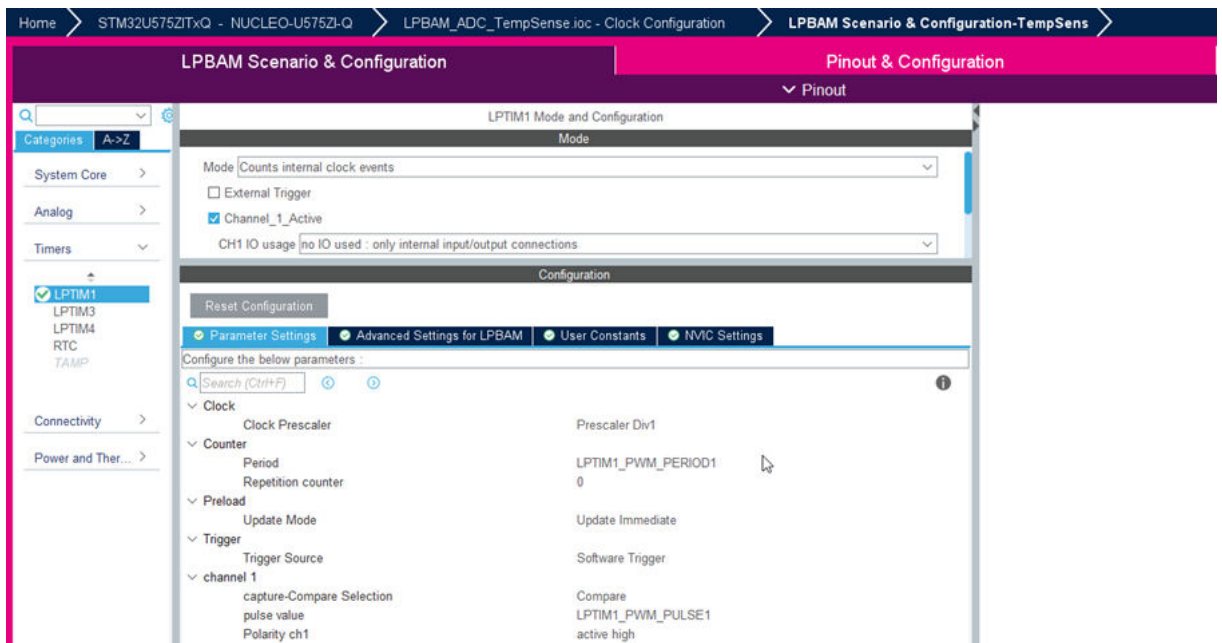 Home STM32U575ZITxQ - NUCLEO-U575ZI-Q LPBAM_ADC_TempSense.ioc - Clock Configuration LPBAM Scenario & Configuration-TempSens
LPBAM Scenario & Configuration Pinout & Configuration
Pinout
Categories A->Z
System Core
Analog
Timers
LPTIM1
LPTIM3
LPTIM4
RTC
TAMP
Connectivity
Power and Ther...
LPTIM1 Mode and Configuration
Mode
Mode Counts internal clock events
External Trigger
Channel_1_Active
CH1 IO usage no IO used : only internal input/output connections
Configuration
Reset Configuration
Parameter Settings Advanced Settings for LPBAM User Constants NVIC Settings
Configure the below parameters :
Search (Ctrl+F)
Clock
Clock Prescaler Prescaler Div1
Counter
Period LPTIM1_PWM_PERIOD1
Repetition counter 0
Preload
Update Mode Update Immediate
Trigger
Trigger Source Software Trigger
channel 1
capture-Compare Selection Compare
pulse value LPTIM1_PWM_PULSE1
Polarity ch1 active high